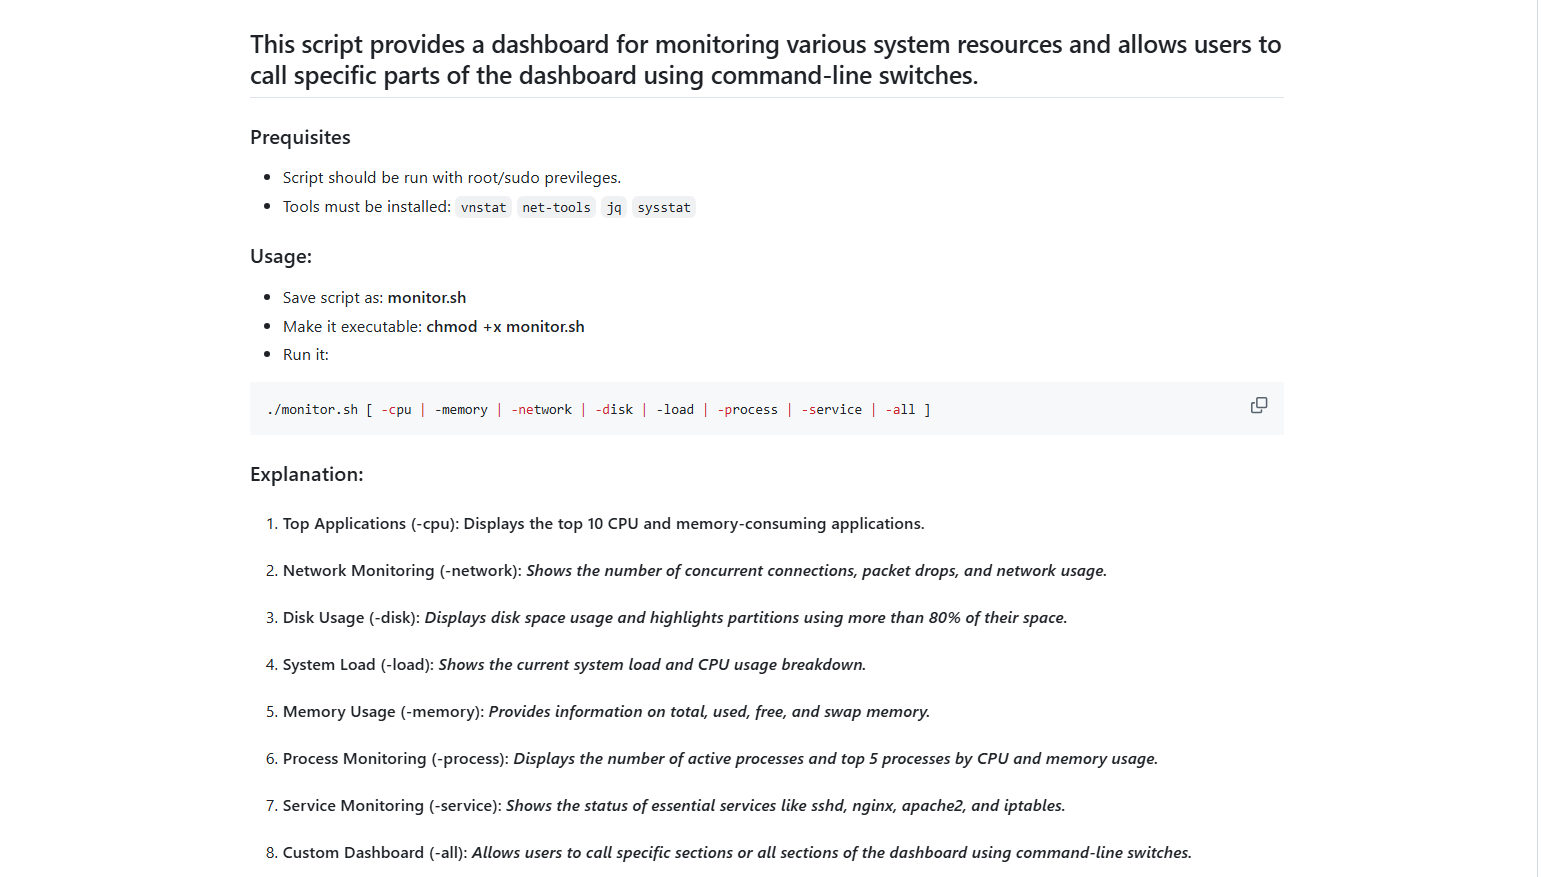 This script provides a dashboard for monitoring various system resources and allows users to
call specific parts of the dashboard using command-line switches.
Prequisites
• Script should be run with root/sudo previleges.
• Tools must be installed: vnstat net-tools jq sysstat
Usage:
• Save script as: monitor.sh
• Make it executable: chmod +x monitor.sh
• Run it:
./monitor.sh [ -cpu | -memory | -network | -disk | -load | -process | -service | -all ]
Explanation:
1. Top Applications (-cpu): Displays the top 10 CPU and memory-consuming applications.
2. Network Monitoring (-network): Shows the number of concurrent connections, packet drops, and network usage.
3. Disk Usage (-disk): Displays disk space usage and highlights partitions using more than 80% of their space.
4. System Load (-load): Shows the current system load and CPU usage breakdown.
5. Memory Usage (-memory): Provides information on total, used, free, and swap memory.
6. Process Monitoring (-process): Displays the number of active processes and top 5 processes by CPU and memory usage.
7. Service Monitoring (-service): Shows the status of essential services like sshd, nginx, apache2, and iptables.
8. Custom Dashboard (-all): Allows users to call specific sections or all sections of the dashboard using command-line switches.